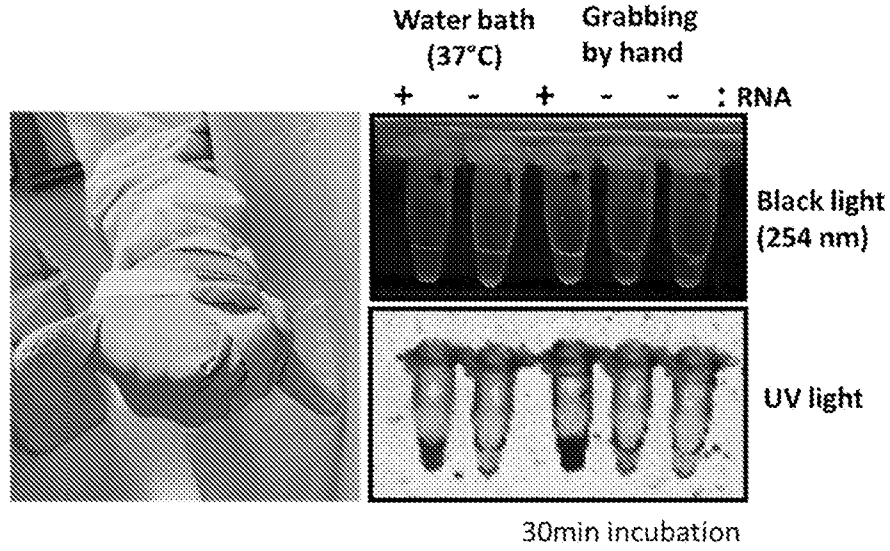 Water bath
(37°C)
Grabbing
by hand
+ - + - - : RNA
Black light
(254 nm)
UV light
30min incubation